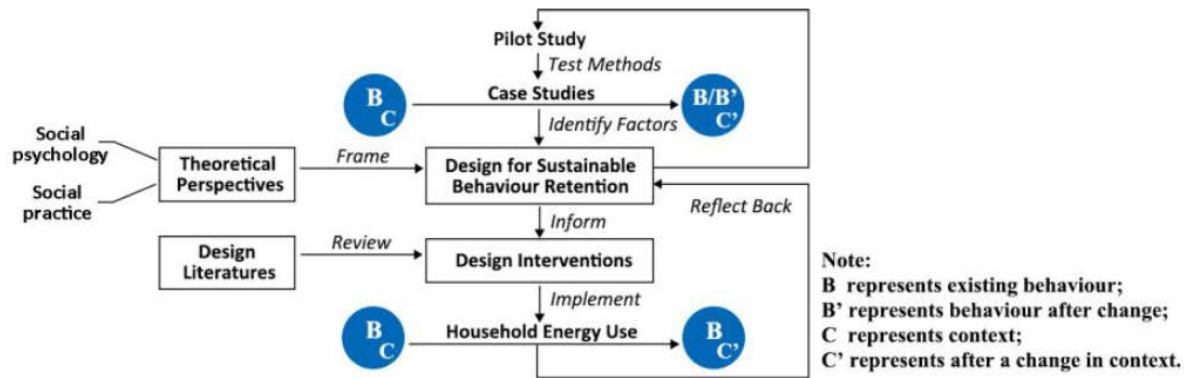 Pilot Study
Test Methods
B
C
Case Studies
B/B'
C'
Identify Factors
Social
psychology
Social
practice
Theoretical
Perspectives
Frame
Design for Sustainable
Behaviour Retention
Reflect Back
Inform
Design
Literatures
Review
Design Interventions
Implement
B
C
Household Energy Use
B
C'
Note:
B represents existing behaviour;
B' represents behaviour after change;
C represents context;
C' represents after a change in context.